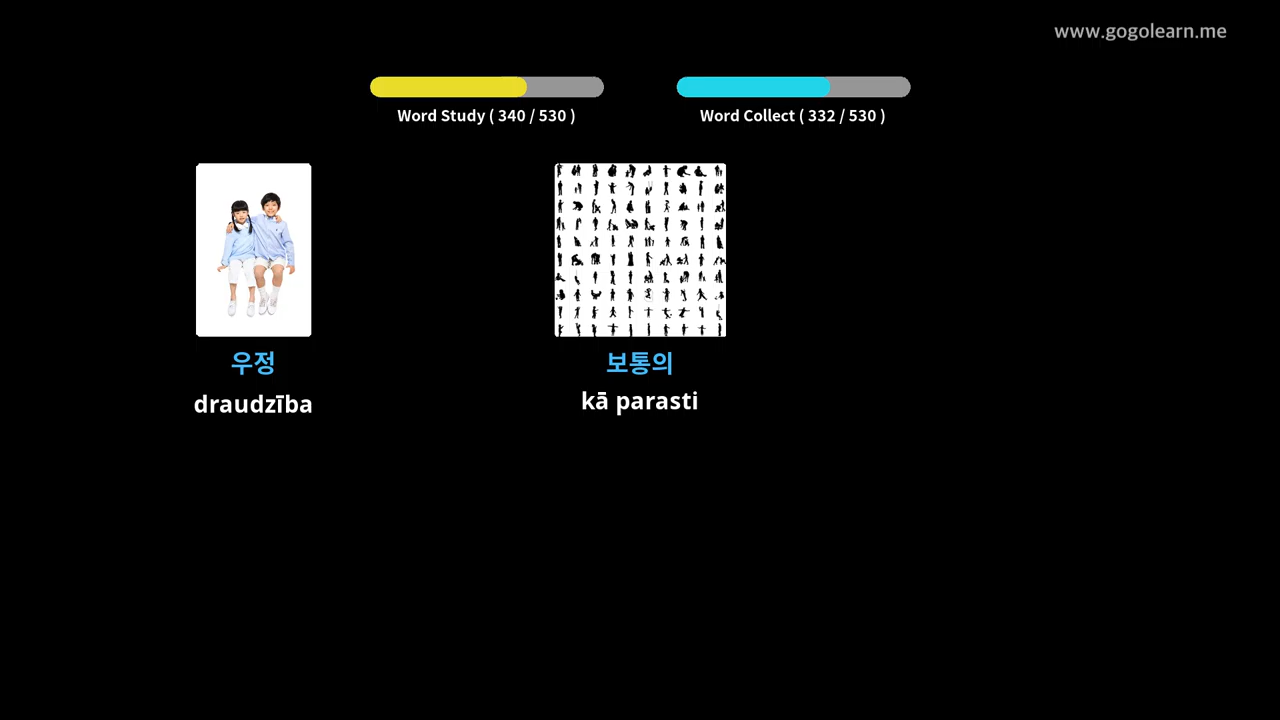 www.gogolearn.me
Word Study ( 340 / 530 )
Word Collect ( 332 / 530 )
우정
draudzība
보통의
kā parasti